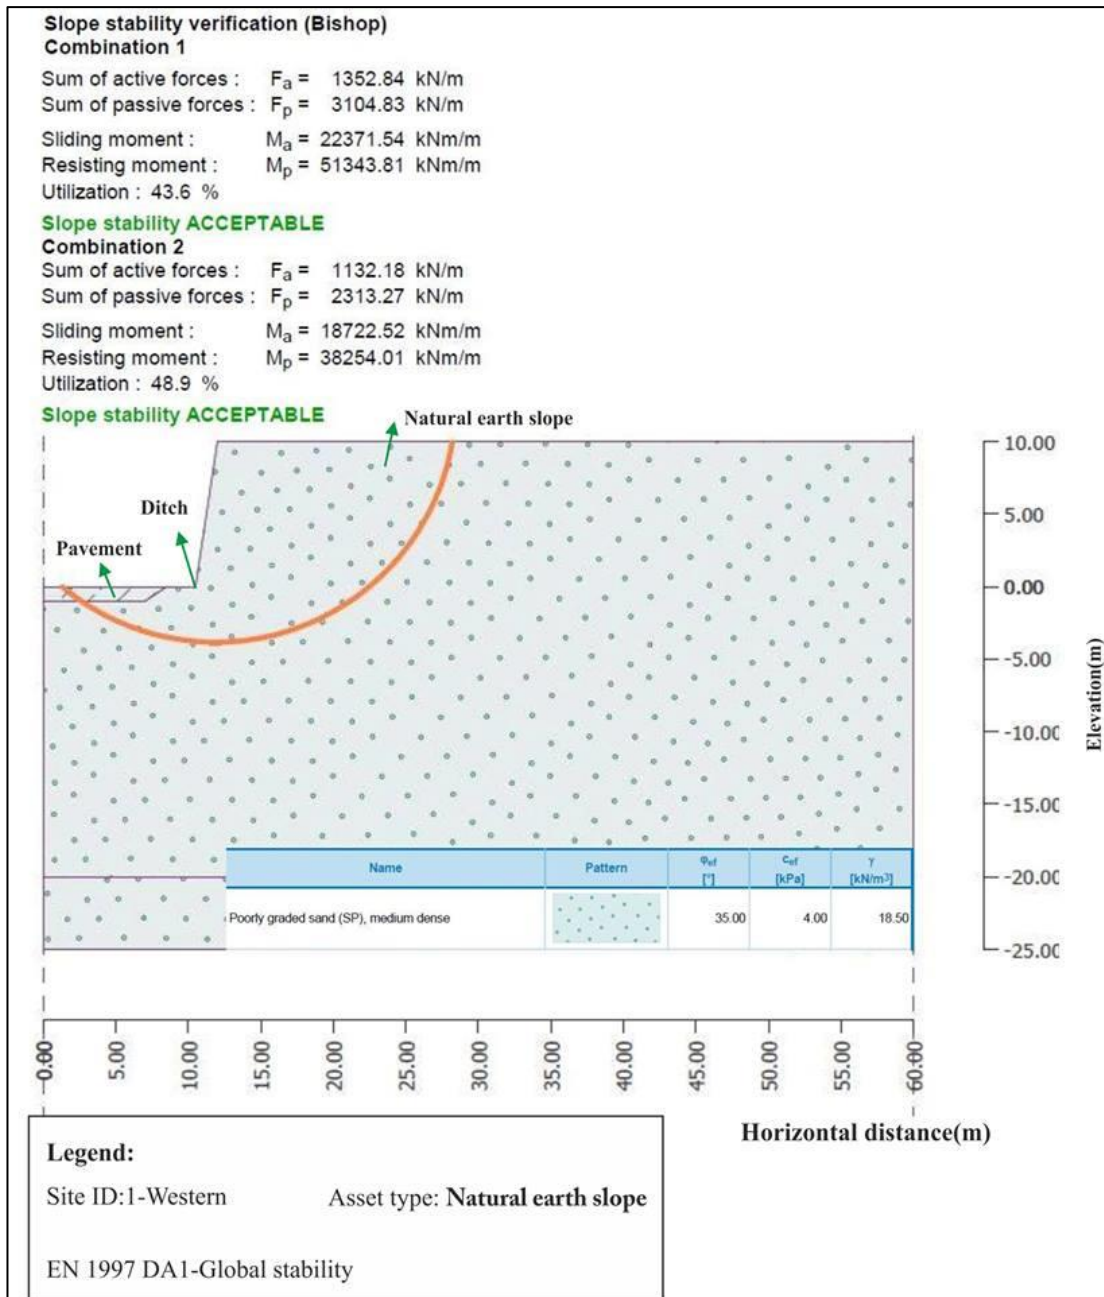 Slope stability verification (Bishop)
Combination 1
Sum of active forces : Fa = 1352.84 kN/m
Sum of passive forces : Fp = 3104.83 kN/m
Sliding moment : Ma = 22371.54 kNm/m
Resisting moment : Mp = 51343.81 kNm/m
Utilization : 43.6 %
Slope stability ACCEPTABLE
Combination 2
Sum of active forces : Fa = 1132.18 kN/m
Sum of passive forces : Fp = 2313.27 kN/m
Sliding moment : Ma = 18722.52 kNm/m
Resisting moment : Mp = 38254.01 kNm/m
Utilization : 48.9 %
Slope stability ACCEPTABLE
Natural earth slope
Ditch
Pavement
10.00
5.00
0.00
-5.00
-10.00
-15.00
-20.00
-25.00
Elevation(m)
Name Pattern φef [°] cef [kPa] γ [kN/m3]
Poorly graded sand (SP), medium dense 35.00 4.00 18.50
0.00 5.00 10.00 15.00 20.00 25.00 30.00 35.00 40.00 45.00 50.00 55.00 60.00
Horizontal distance(m)
Legend:
Site ID:1-Western Asset type: Natural earth slope
EN 1997 DA1-Global stability